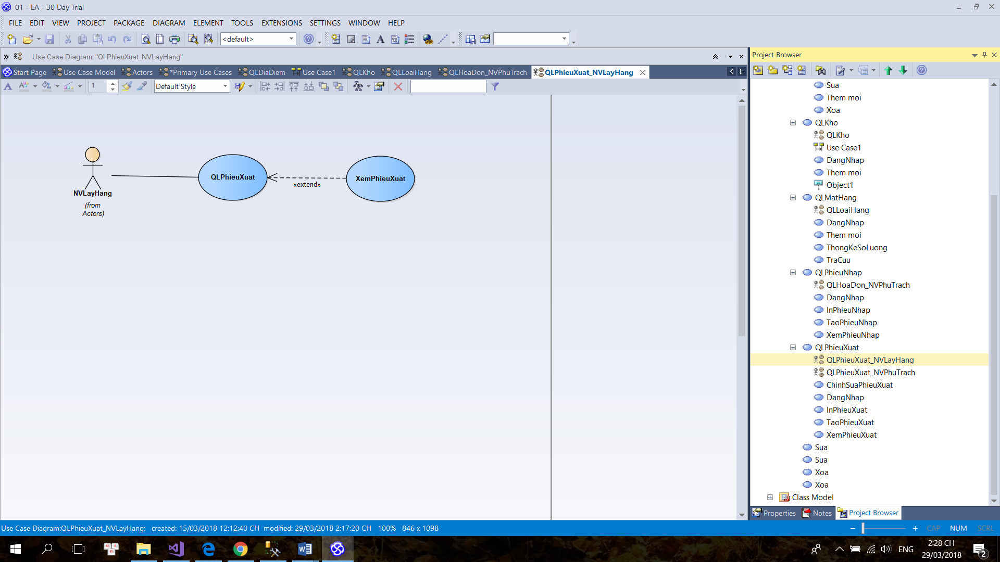 01 - EA - 30 Day Trial
FILE EDIT VIEW PROJECT PACKAGE DIAGRAM ELEMENT TOOLS EXTENSIONS SETTINGS WINDOW HELP
<default>
Use Case Diagram: "QLPhieuXuat_NVLayHang"
Start Page Use Case Model Actors *Primary Use Cases QLDiaDiem Use Case1 QLKho QLLoaiHang QLHoaDon_NVPhuTrach QLPhieuXuat_NVLayHang
1 Default Style
NVLayHang
(from
Actors)
QLPhieuXuat
«extend»
XemPhieuXuat
Project Browser
Sua
Them moi
Xoa
QLKho
QLKho
Use Case1
DangNhap
Them moi
Object1
QLMatHang
QLLoaiHang
DangNhap
Them moi
ThongKeSoLuong
TraCuu
QLPhieuNhap
QLHoaDon_NVPhuTrach
DangNhap
InPhieuNhap
TaoPhieuNhap
XemPhieuNhap
QLPhieuXuat
QLPhieuXuat_NVLayHang
QLPhieuXuat_NVPhuTrach
ChinhSuaPhieuXuat
DangNhap
InPhieuXuat
TaoPhieuXuat
XemPhieuXuat
Sua
Sua
Xoa
Xoa
Class Model
Properties Notes Project Browser
Use Case Diagram:QLPhieuXuat_NVLayHang: created: 15/03/2018 12:12:40 CH modified: 29/03/2018 2:17:20 CH 100% 846 x 1098
CAP NUM SCRL
ENG
2:28 CH
29/03/2018
2